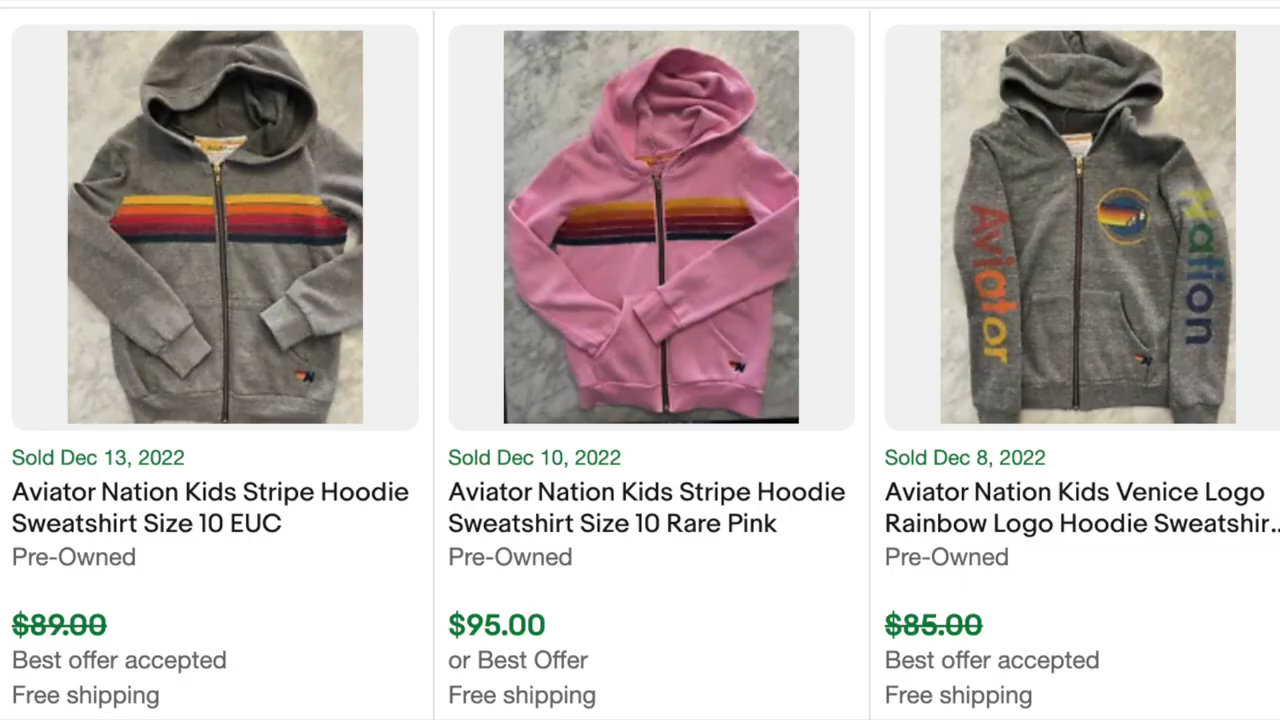 Aviator
Nation
Sold Dec 13, 2022
Aviator Nation Kids Stripe Hoodie
Sweatshirt Size 10 EUC
Pre-Owned
$89.00
Best offer accepted
Free shipping
Sold Dec 10, 2022
Aviator Nation Kids Stripe Hoodie
Sweatshirt Size 10 Rare Pink
Pre-Owned
$95.00
or Best Offer
Free shipping
Sold Dec 8, 2022
Aviator Nation Kids Venice Logo
Rainbow Logo Hoodie Sweatshir..
Pre-Owned
$85.00
Best offer accepted
Free shipping